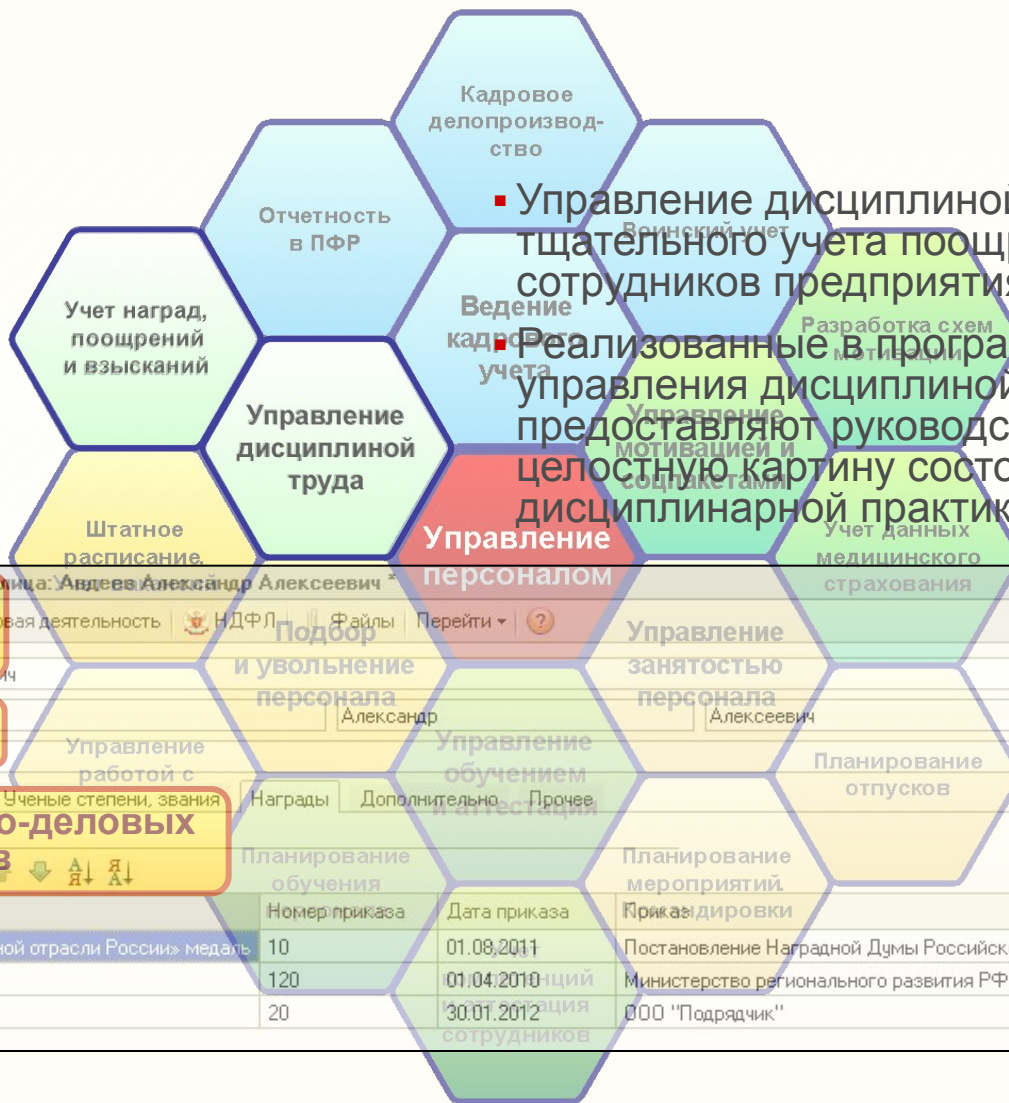 Кадровое
делопроизвод-
ство
Отчетность
в ПФР
Воинский учет
Учет наград,
поощрений
и взысканий
Ведение
кадрового
учета
Разработка схем
мотивации
Управление
дисциплиной
труда
Управление
мотивацией и
соцпакетами
Штатное
расписание.
Управление
персоналом
Учет данных
медицинского
страхования
▪ Управление дисциплиной
тщательного учета поощр
сотрудников предприятия
▪ Реализованные в програ
управления дисциплиной
предоставляют руководс
целостную картину состо
дисциплинарной практик
Подбор
и увольнение
персонала
Управление
занятостью
персонала
Управление
работой с
Управление
обучением
и аттестация
Планирование
отпусков
Планирование
обучения
Планирование
мероприятий.
Командировки
Учет
компетенций
и аттестация
сотрудников
лица: Авдеев Александр Алексеевич *
овая деятельность НДФЛ Файлы Перейти ?
ич
Александр Алексеевич
Ученые степени, звания Награды Дополнительно Прочее
о-деловых
в
Номер приказа Дата приказа Приказ
ной отрасли России» медаль 10 01.08.2011 Постановление Наградной Думы Российск
120 01.04.2010 Министерство регионального развития РФ
20 30.01.2012 ООО "Подрядчик"